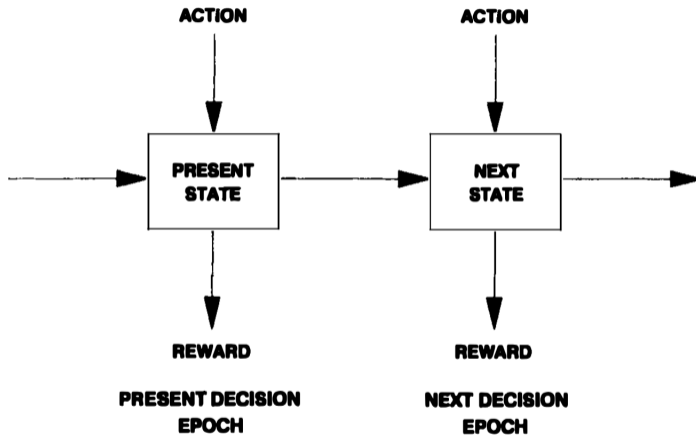 ACTION
ACTION
PRESENT
STATE
NEXT
STATE
REWARD
REWARD
PRESENT DECISION
EPOCH
NEXT DECISION
EPOCH